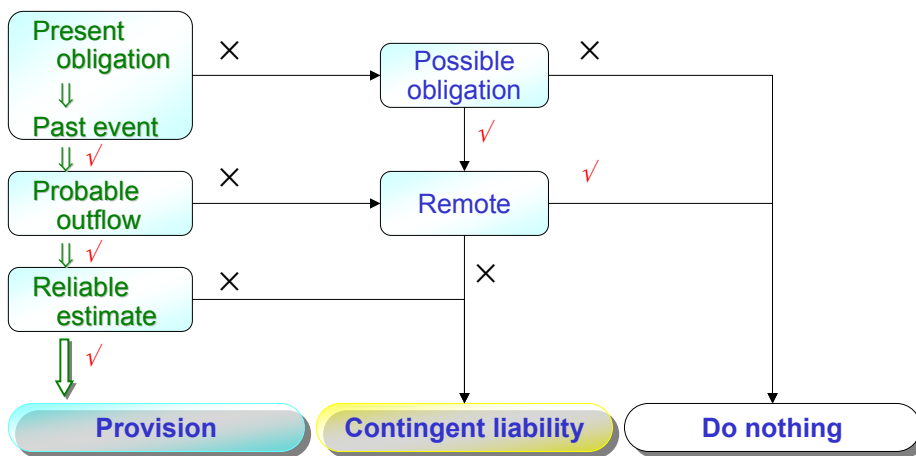 Present
obligation
⇓
Past event
×
Possible
obligation
×
√
√
Probable
outflow
×
Remote
√
√
×
Reliable
estimate
×
√
Provision
Contingent liability
Do nothing